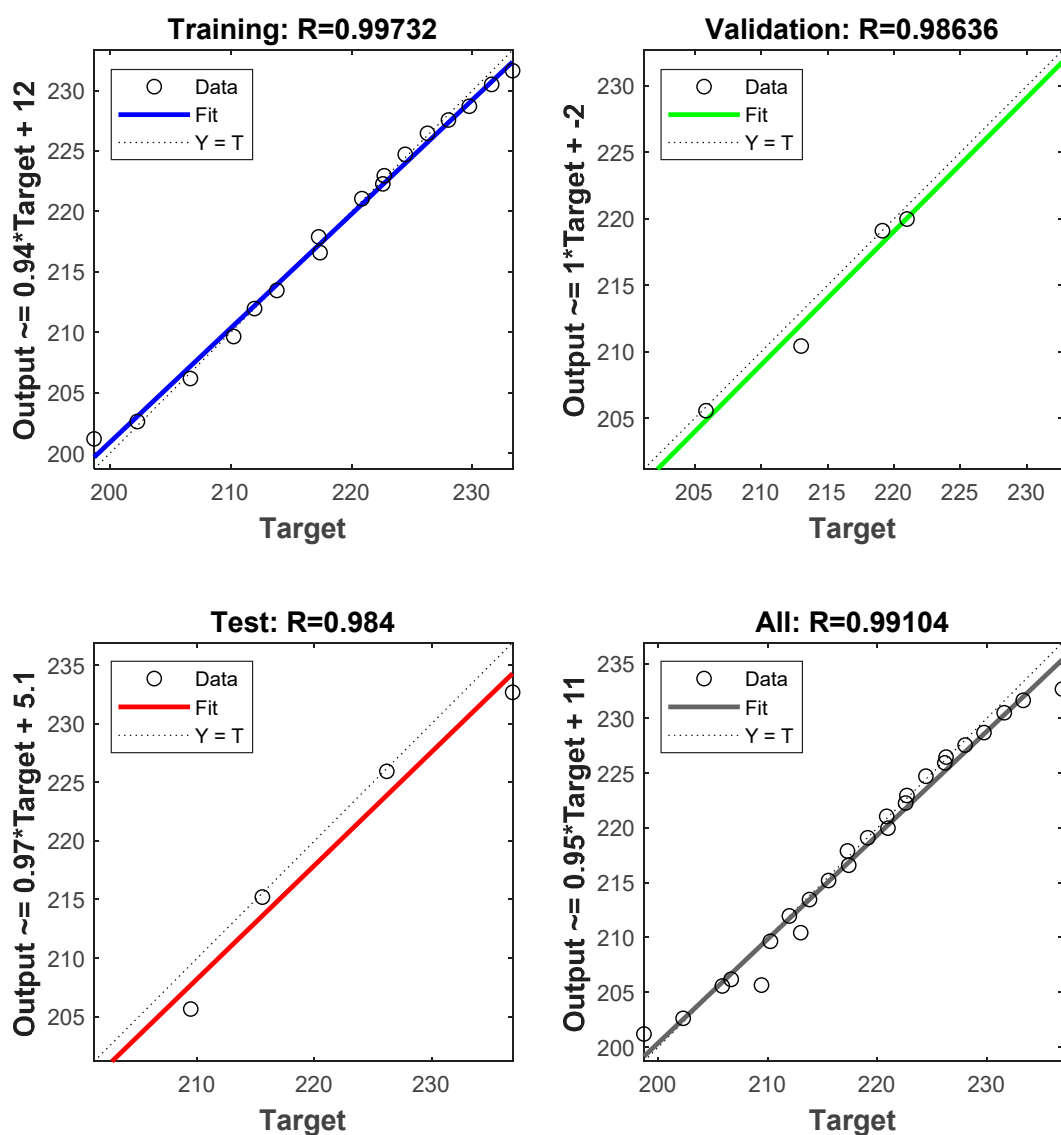 Training: R=0.99732
Output ~= 0.94*Target + 12
230
225
220
215
210
205
200
Data
Fit
Y = T
200
210
220
230
Target
Validation: R=0.98636
Output ~= 1*Target + -2
230
225
220
215
210
205
Data
Fit
Y = T
205
210
215
220
225
230
Target
Test: R=0.984
Output ~= 0.97*Target + 5.1
235
230
225
220
215
210
205
Data
Fit
Y = T
210
220
230
Target
All: R=0.99104
Output ~= 0.95*Target + 11
235
230
225
220
215
210
205
200
Data
Fit
Y = T
200
210
220
230
Target